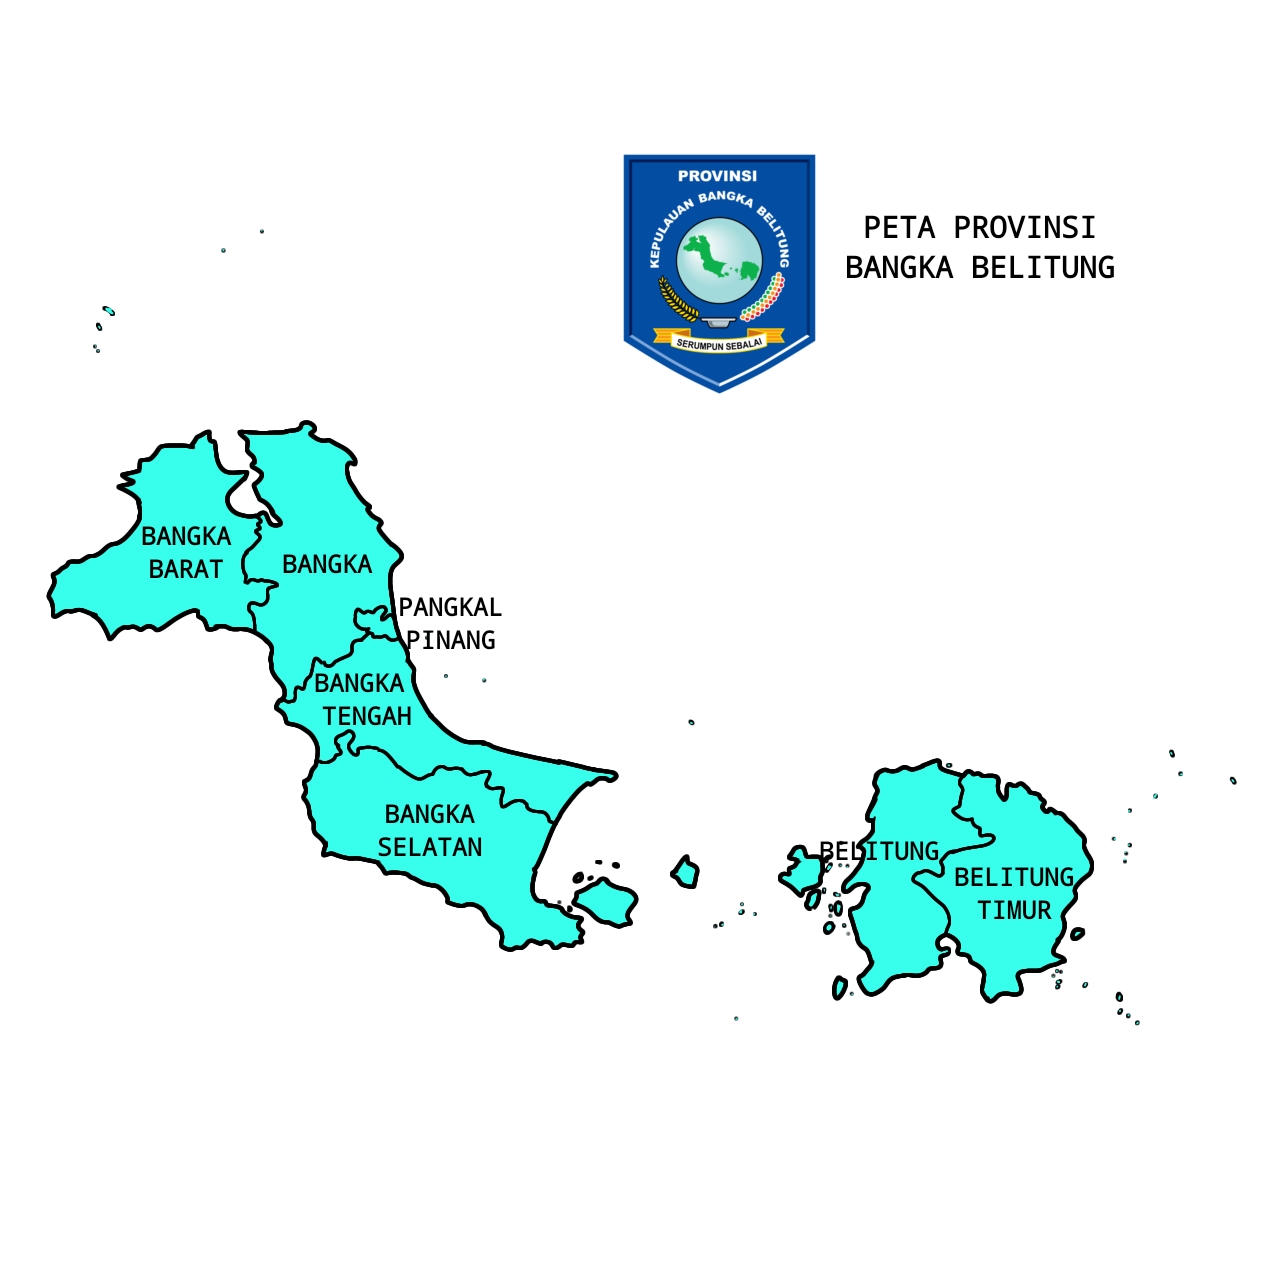 PROVINSI
KEPULAUAN BANGKA BELITUNG
SERUMPUN SEBALAI
PETA PROVINSI
BANGKA BELITUNG
BANGKA
BARAT
BANGKA
PANGKAL
PINANG
BANGKA
TENGAH
BANGKA
SELATAN
BELITUNG
BELITUNG
TIMUR